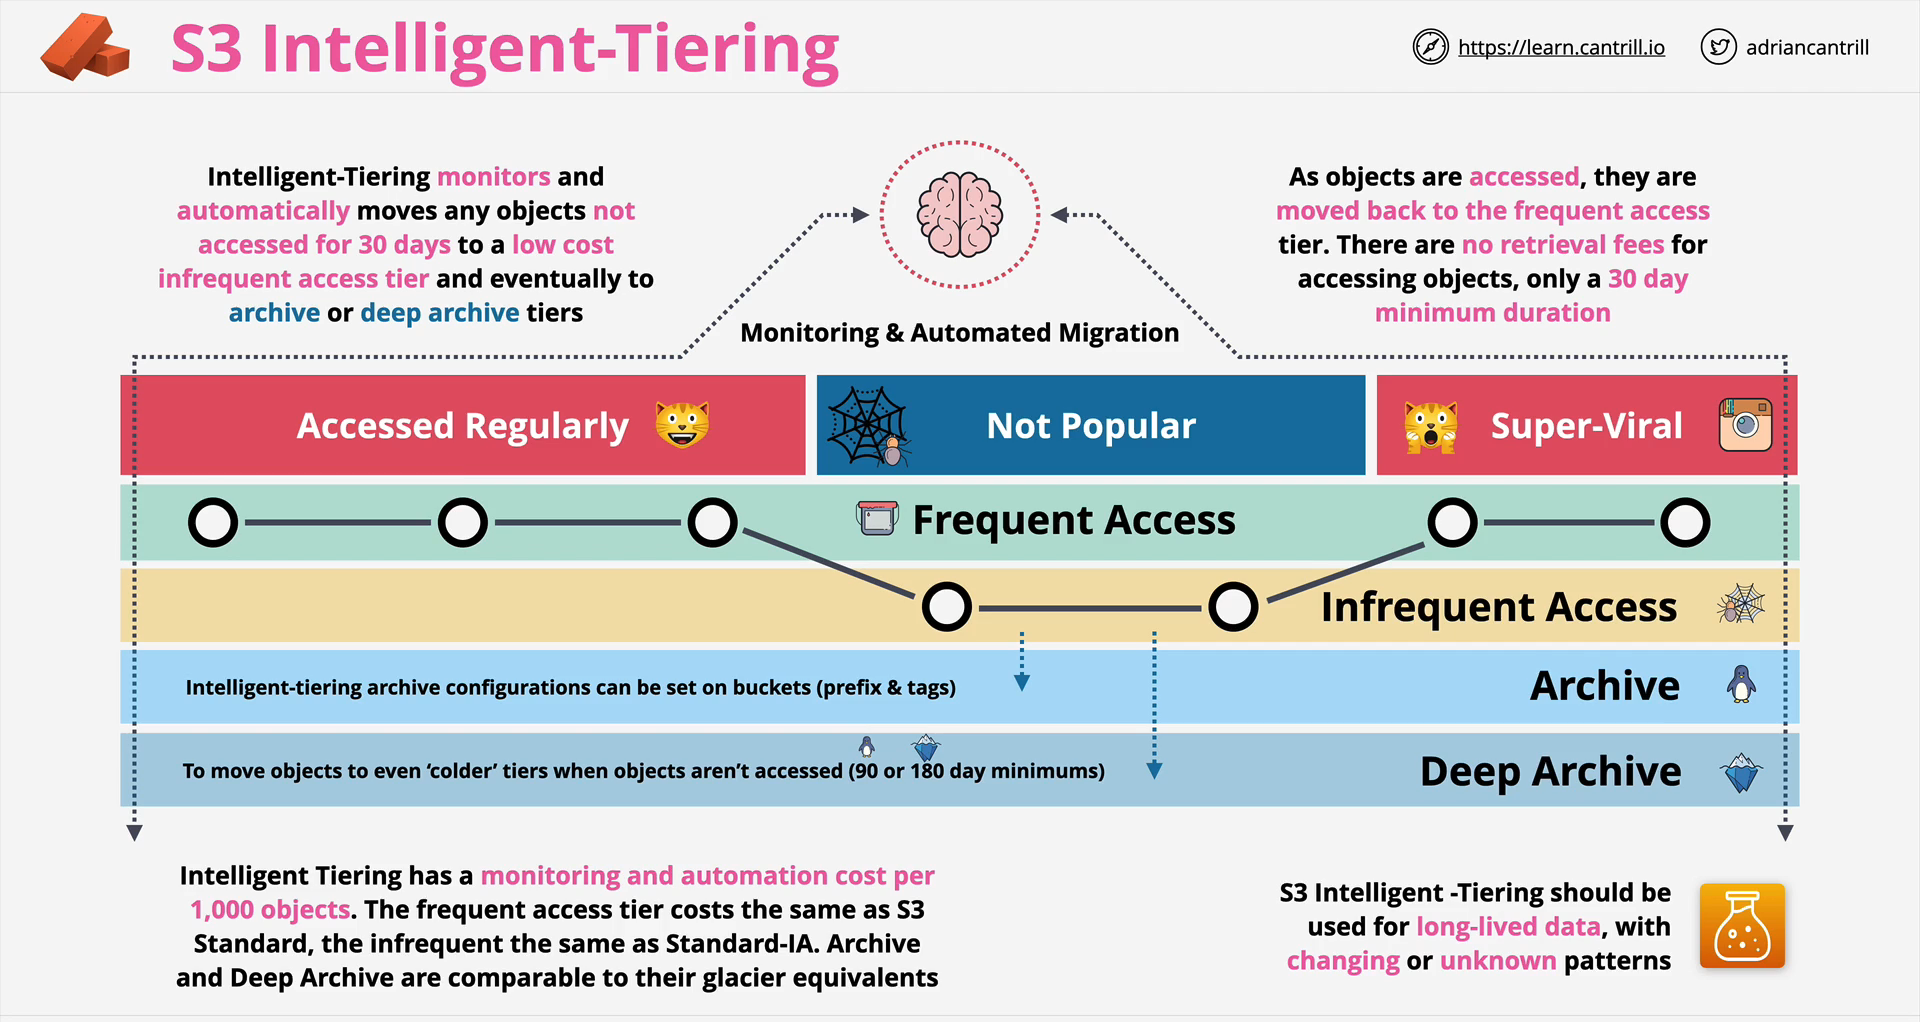 S3 Intelligent-Tiering
https://learn.cantrill.io
adriancantrill
Intelligent-Tiering monitors and
automatically moves any objects not
accessed for 30 days to a low cost
infrequent access tier and eventually to
archive or deep archive tiers
As objects are accessed, they are
moved back to the frequent access
tier. There are no retrieval fees for
accessing objects, only a 30 day
minimum duration
Monitoring & Automated Migration
Accessed Regularly
Not Popular
Super-Viral
Frequent Access
Infrequent Access
Intelligent-tiering archive configurations can be set on buckets (prefix & tags)
Archive
To move objects to even ‘colder’ tiers when objects aren’t accessed (90 or 180 day minimums)
Deep Archive
Intelligent Tiering has a monitoring and automation cost per
1,000 objects. The frequent access tier costs the same as S3
Standard, the infrequent the same as Standard-IA. Archive
and Deep Archive are comparable to their glacier equivalents
S3 Intelligent -Tiering should be
used for long-lived data, with
changing or unknown patterns